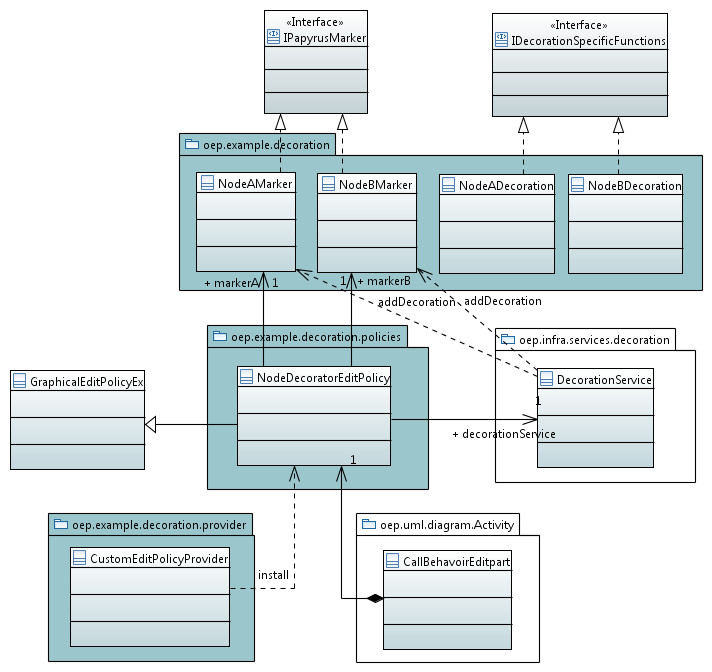 «Interface»
IPapyrusMarker
«Interface»
IDecorationSpecificFunctions
oep.example.decoration
NodeAMarker
NodeBMarker
NodeADecoration
NodeBDecoration
+ markerA
1
1
+ markerB
addDecoration
addDecoration
oep.example.decoration.policies
oep.infra.services.decoration
GraphicalEditPolicyEx
NodeDecoratorEditPolicy
DecorationService
1
+ decorationService
1
oep.example.decoration.provider
oep.uml.diagram.Activity
CustomEditPolicyProvider
CallBehavoirEditpart
install